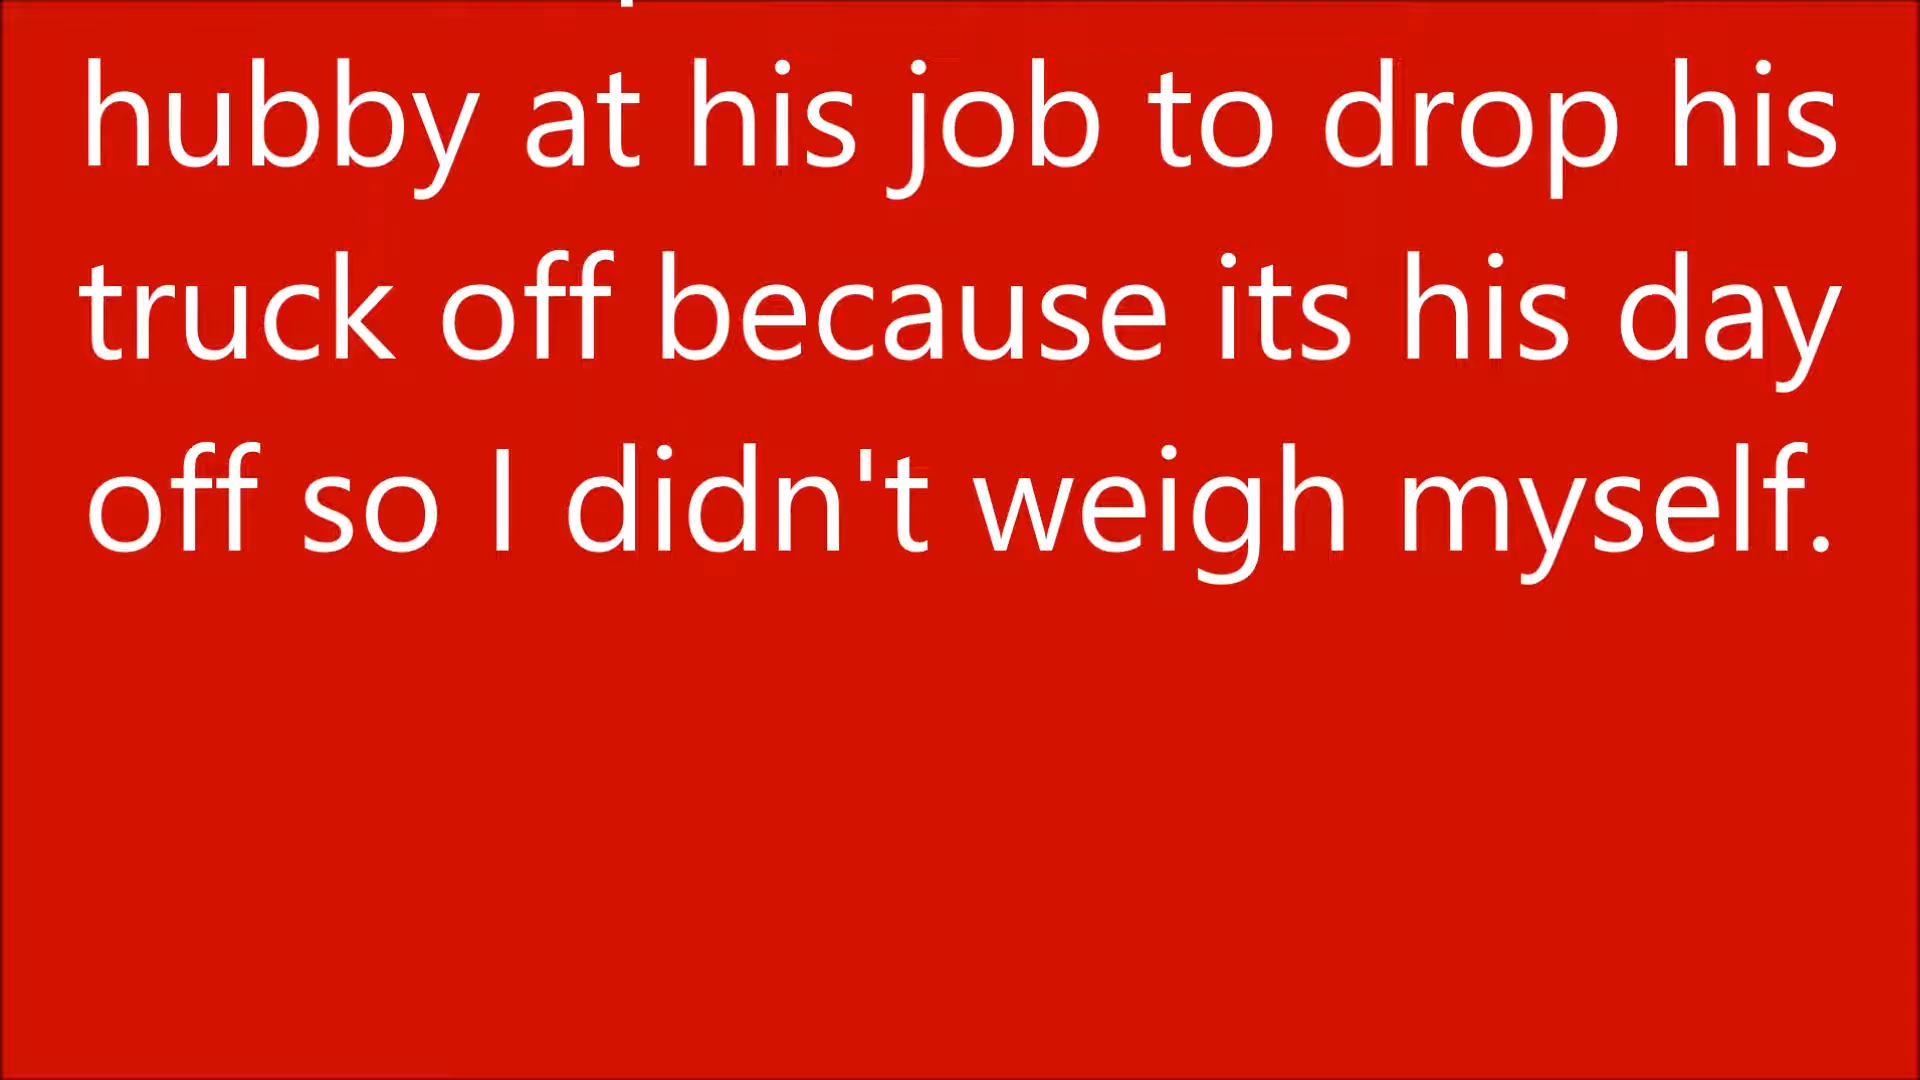 hubby at his job to drop his
truck off because its his day
off so I didn't weigh myself.